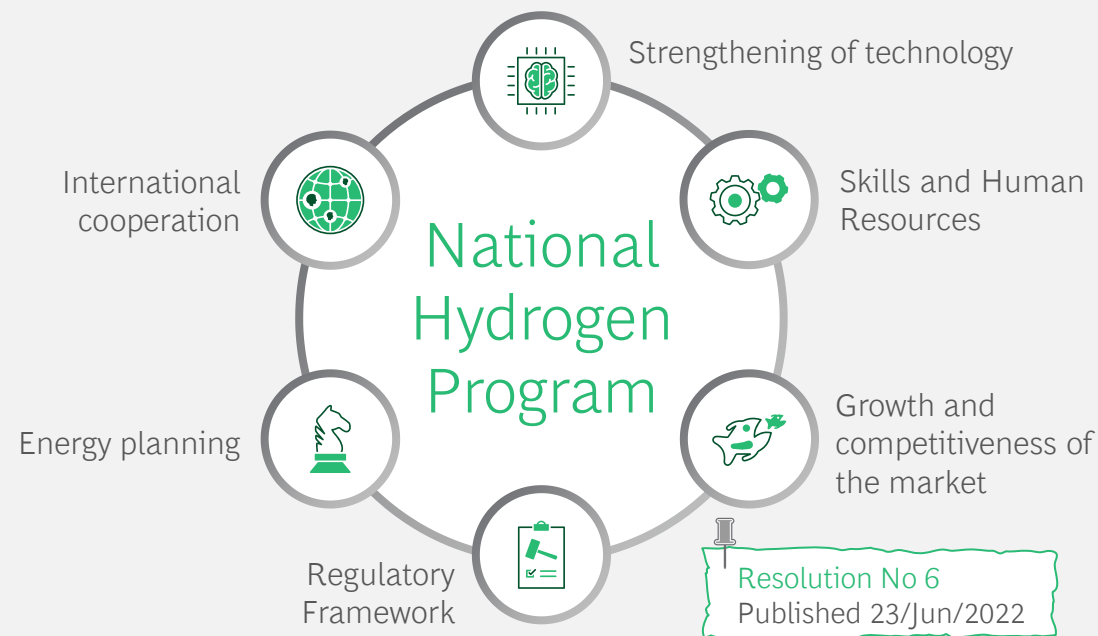 Strengthening of technology
International
cooperation
Skills and Human
Resources
National
Hydrogen
Program
Energy planning
Growth and
competitiveness of
the market
Regulatory
Framework
Resolution No 6
Published 23/Jun/2022